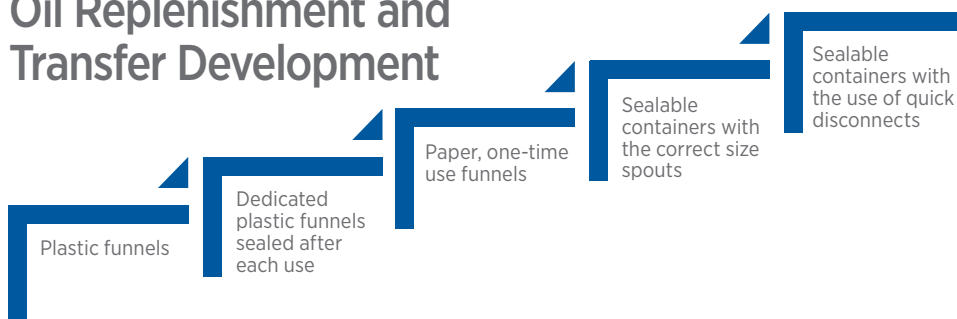 Oil Replenishment and
Transfer Development
Plastic funnels
Dedicated
plastic funnels
sealed after
each use
Paper, one-time
use funnels
Sealable
containers with
the correct size
spouts
Sealable
containers with
the use of quick
disconnects